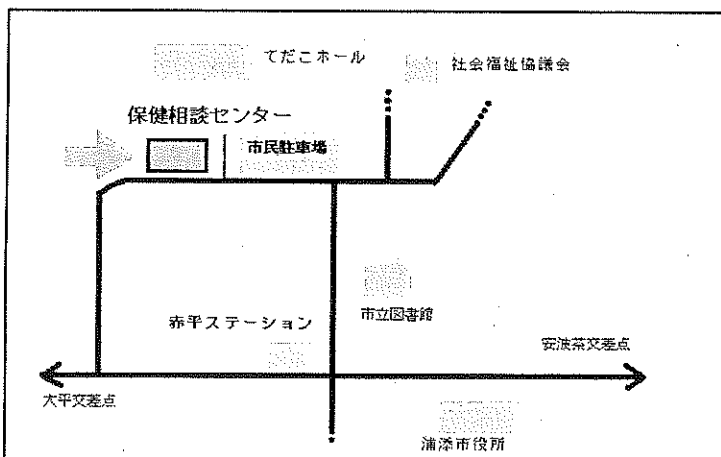 てだこホール
社会福祉協議会
保健相談センター
市民駐車場
市立図書館
赤平ステーション
安波茶交差点
大平交差点
浦添市役所